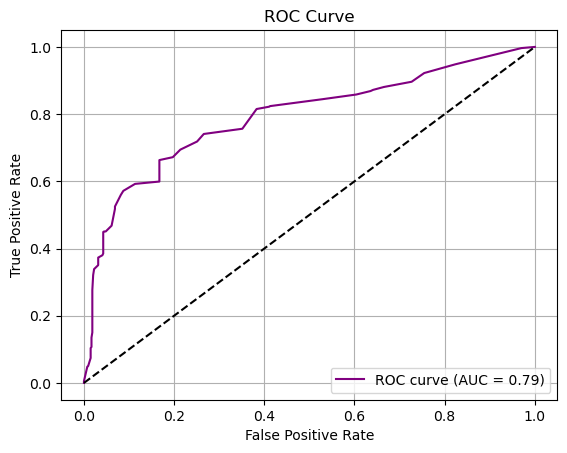 ROC Curve
1.0
0.8
0.6
0.4
0.2
0.0
True Positive Rate
ROC curve (AUC = 0.79)
0.0 0.2 0.4 0.6 0.8 1.0
False Positive Rate